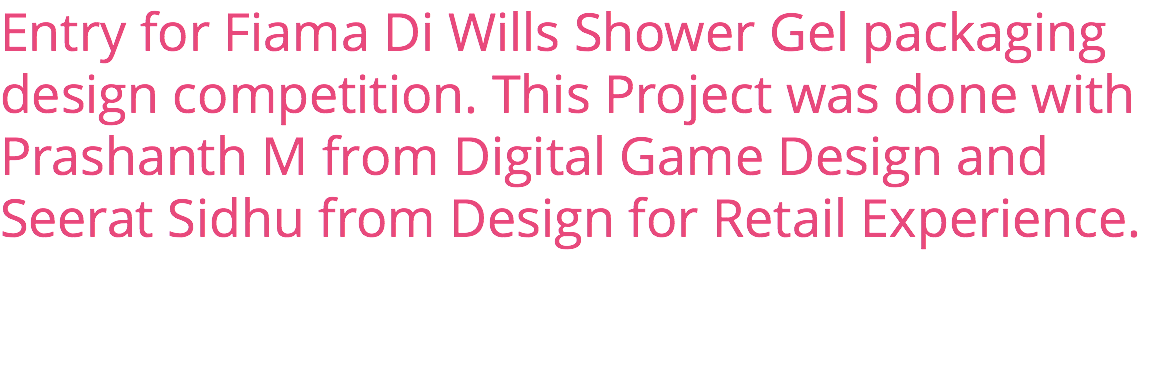 Entry for Fiama Di Wills Shower Gel packaging
design competition. This Project was done with
Prashanth M from Digital Game Design and
Seerat Sidhu from Design for Retail Experience.